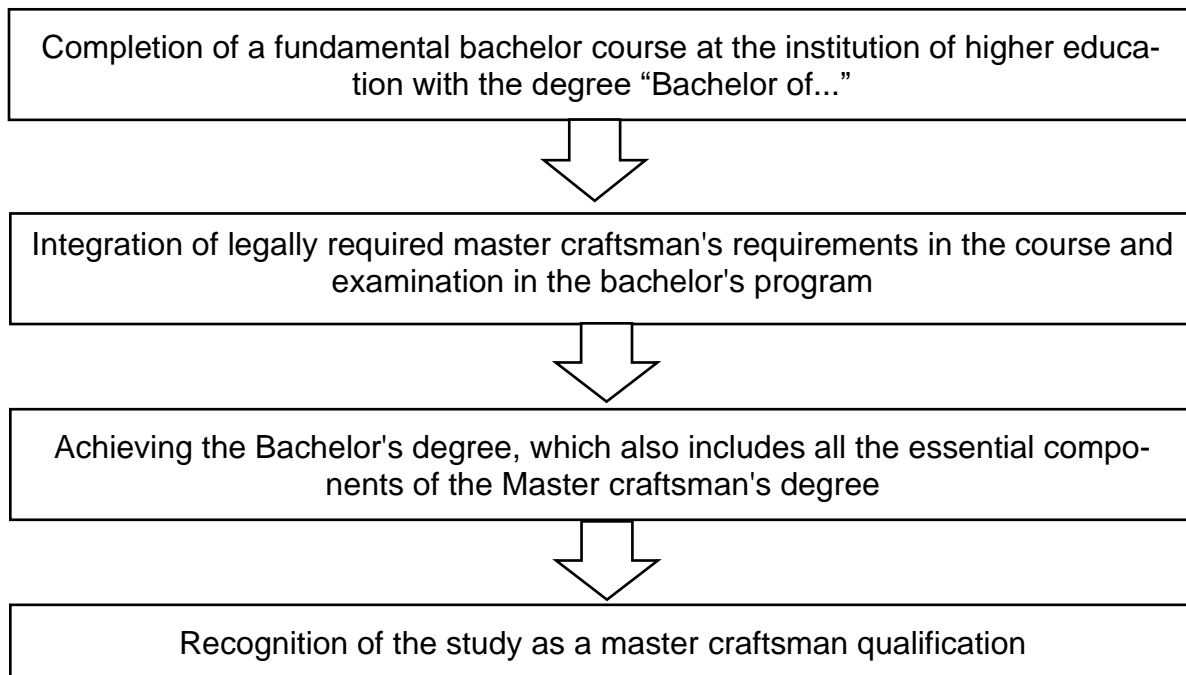 Completion of a fundamental bachelor course at the institution of higher educa-
tion with the degree “Bachelor of...”
Integration of legally required master craftsman's requirements in the course and
examination in the bachelor's program
Achieving the Bachelor's degree, which also includes all the essential compo-
nents of the Master craftsman's degree
Recognition of the study as a master craftsman qualification